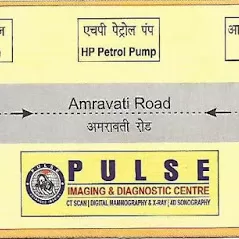 एचपी पेट्रोल पंप
HP Petrol Pump
Amravati Road
अमरावती रोड
PULSE
IMAGING & DIAGNOSTIC CENTRE
CT SCAN | DIGITAL MAMMOGRAPHY & X-RAY | 4D SONOGRAPHY